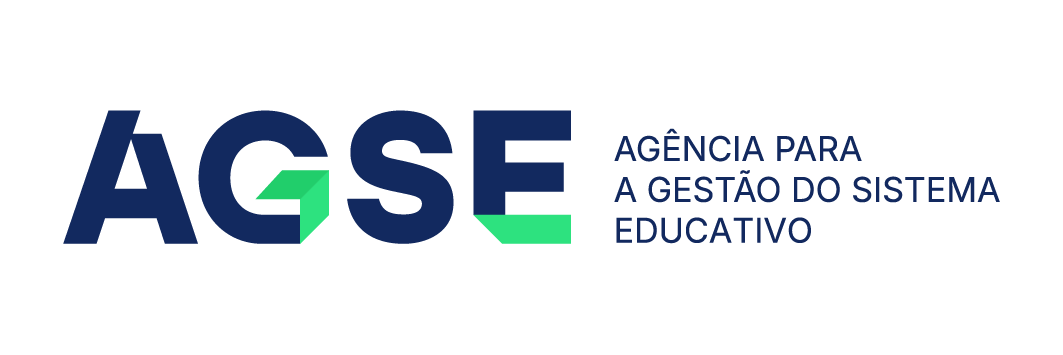 AGSE
AGÊNCIA PARA
A GESTÃO DO SISTEMA
EDUCATIVO